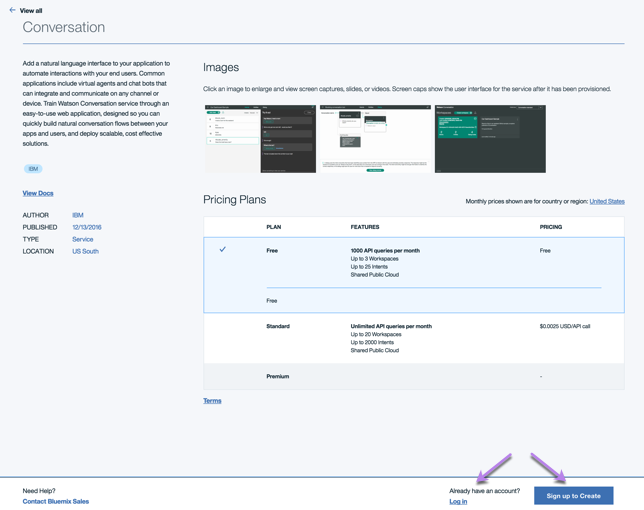 ← View all
Conversation
Add a natural language interface to your application to
automate interactions with your end users. Common
applications include virtual agents and chat bots that
can integrate and communicate on any channel or
device. Train Watson Conversation service through an
easy-to-use web application, designed so you can
quickly build natural conversation flows between your
apps and users, and deploy scalable, cost effective
solutions.
IBM
View Docs
AUTHOR IBM
PUBLISHED 12/13/2016
TYPE Service
LOCATION US South
Images
Click an image to enlarge and view screen captures, slides, or videos. Screen caps show the user interface for the service after it has been provisioned.
Pricing Plans
Monthly prices shown are for country or region: United States
PLAN FEATURES PRICING
Free 1000 API queries per month Free
Up to 3 Workspaces
Up to 25 Intents
Shared Public Cloud
Free
Standard Unlimited API queries per month $0.0025 USD/API call
Up to 20 Workspaces
Up to 2000 Intents
Shared Public Cloud
Premium -
Terms
Need Help?
Contact Bluemix Sales
Already have an account?
Log in
Sign up to Create